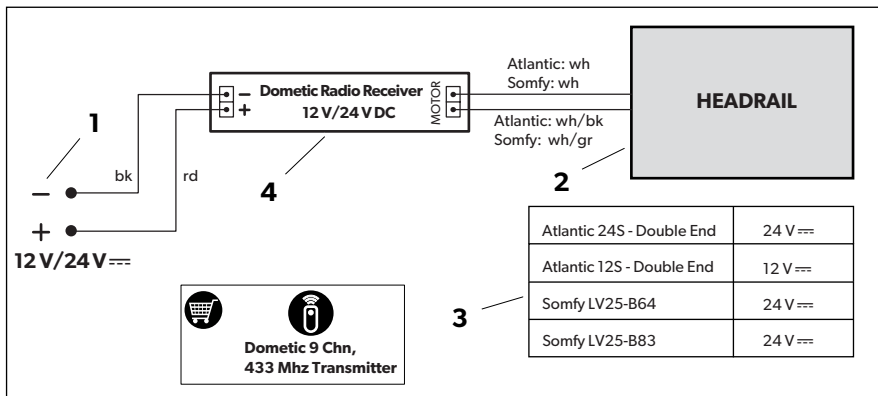 Atlantic: wh
Somfy: wh
Dometic Radio Receiver
12 V/24 V DC
MOTOR
HEADRAIL
Atlantic: wh/bk
Somfy: wh/gr
− +
1
bk
rd
4
2
−
+
12 V/24 V ⎓
Atlantic 24S - Double End 24 V ⎓
Atlantic 12S - Double End 12 V ⎓
3
Somfy LV25-B64 24 V ⎓
Somfy LV25-B83 24 V ⎓
Dometic 9 Chn,
433 Mhz Transmitter